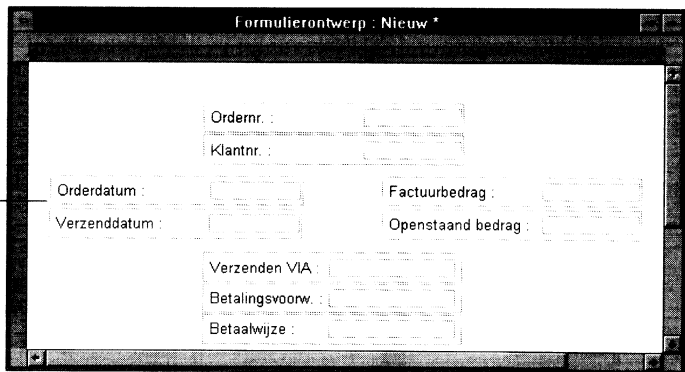 Formulierontwerp : Nieuw *
Ordernr. :
Klantnr. :
Orderdatum :
Factuurbedrag :
Verzenddatum :
Openstaand bedrag :
Verzenden VIA :
Betalingsvoorw. :
Betaalwijze :